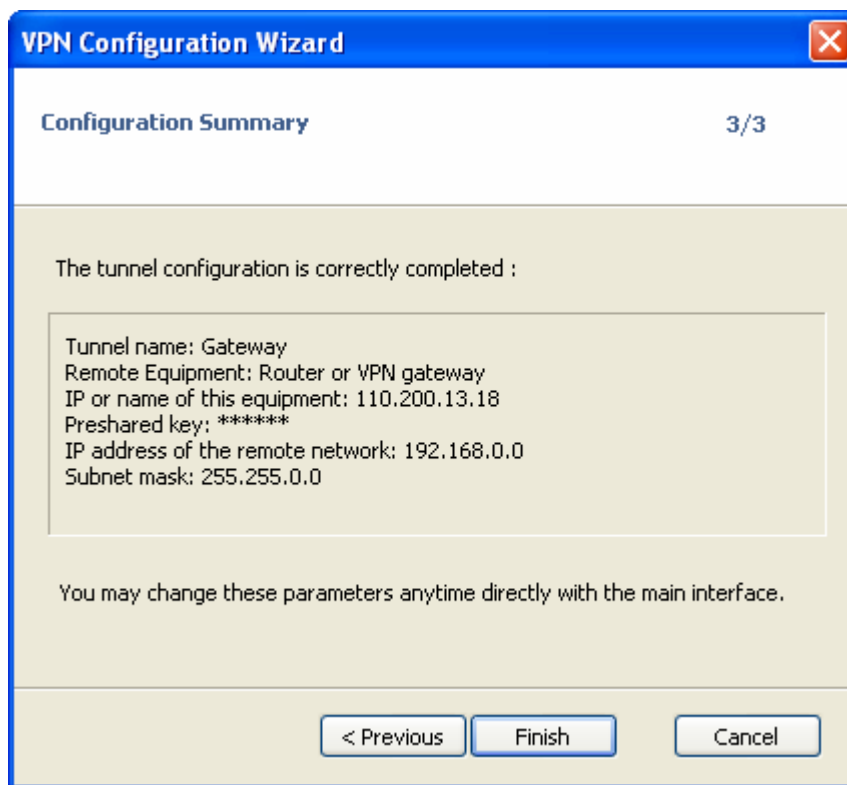 VPN Configuration Wizard
Configuration Summary 3/3
The tunnel configuration is correctly completed :
Tunnel name: Gateway
Remote Equipment: Router or VPN gateway
IP or name of this equipment: 110.200.13.18
Preshared key: ******
IP address of the remote network: 192.168.0.0
Subnet mask: 255.255.0.0
You may change these parameters anytime directly with the main interface.
< Previous Finish Cancel